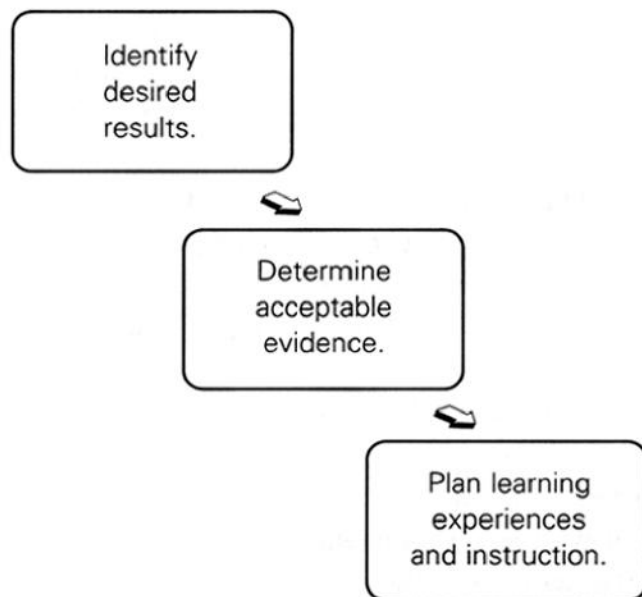 Identify
desired
results.
Determine
acceptable
evidence.
Plan learning
experiences
and instruction.